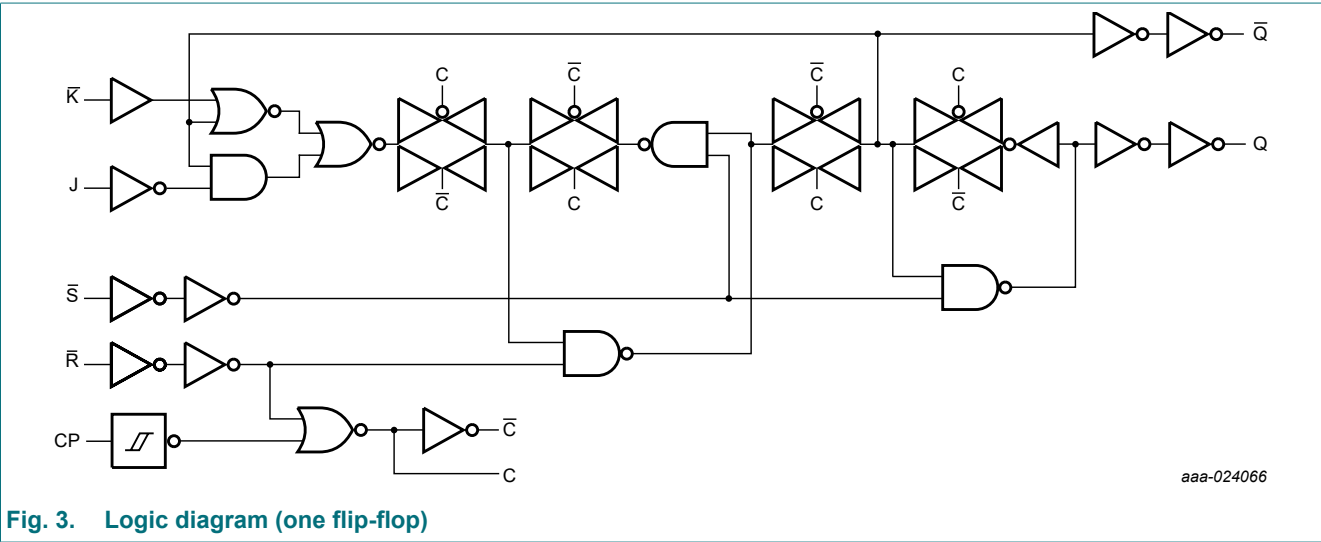 Q̅
K̅
C
C̅
C̅
C
J
Q
C̅
C
C
C̅
S̅
R̅
CP
C̅
C
aaa-024066
Fig. 3. Logic diagram (one flip-flop)